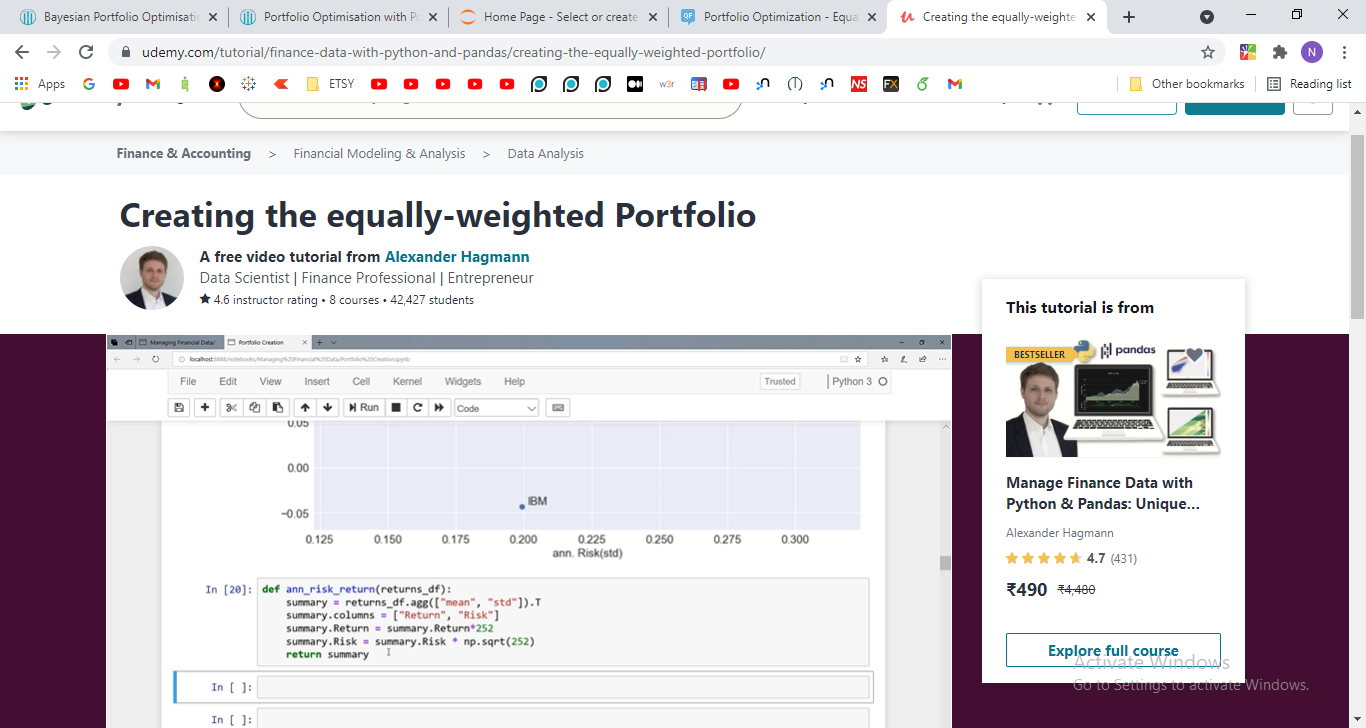 Bayesian Portfolio Optimisatio
Portfolio Optimisation with Po
Home Page - Select or create
Portfolio Optimization - Equa
Creating the equally-weighte
udemy.com/tutorial/finance-data-with-python-and-pandas/creating-the-equally-weighted-portfolio/
N
Apps
ETSY
w3r
NS
FX
Other bookmarks
Reading list
Finance & Accounting > Financial Modeling & Analysis > Data Analysis
Creating the equally-weighted Portfolio
A free video tutorial from Alexander Hagmann
Data Scientist | Finance Professional | Entrepreneur
4.6 instructor rating • 8 courses • 42,427 students
Managing Financial Data/
Portfolio Creation
localhost:8888/notebooks/Managing%20Financial%20Data/Portfolio%20Creation.ipynb
File Edit View Insert Cell Kernel Widgets Help
Trusted
Python 3
Run
Code
0.05
0.00
-0.05
IBM
0.125 0.150 0.175 0.200 0.225 0.250 0.275 0.300
ann. Risk(std)
In [20]: def ann_risk_return(returns_df):
summary = returns_df.agg(["mean", "std"]).T
summary.columns = ["Return", "Risk"]
summary.Return = summary.Return*252
summary.Risk = summary.Risk * np.sqrt(252)
return summary
In [ ]:
In [ ]:
This tutorial is from
BESTSELLER
pandas
Manage Finance Data with
Python & Pandas: Unique...
Alexander Hagmann
4.7 (431)
₹490 ₹4,480
Explore full course
Activate Windows
Go to Settings to activate Windows.